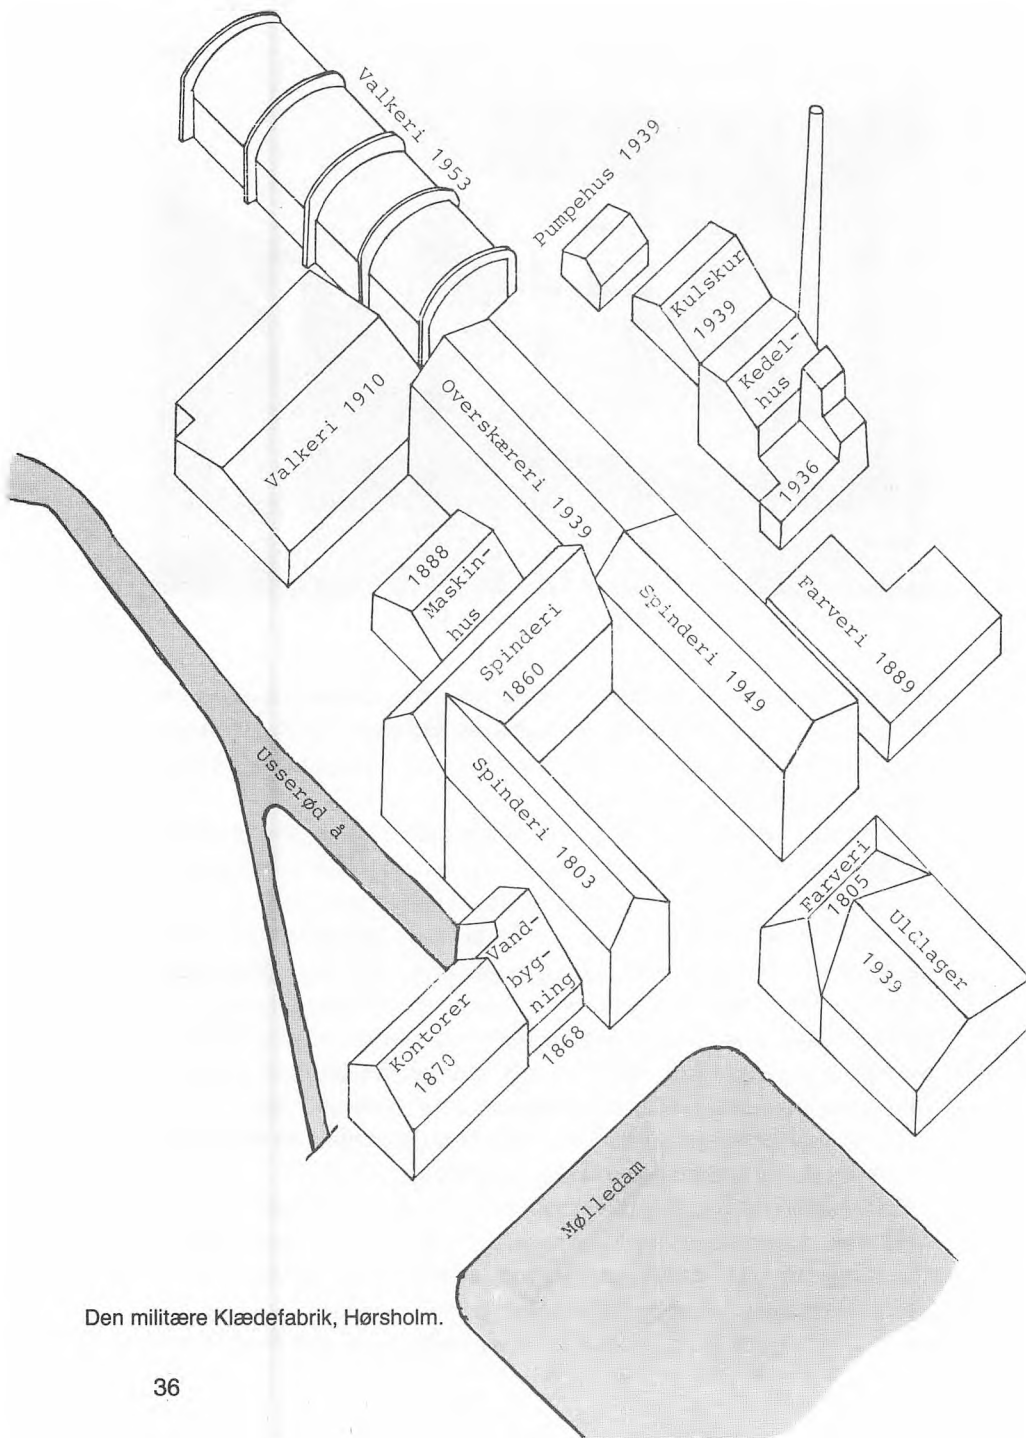 Valkeri 1953
Pumpehus 1939
Kulskur
1939
Kedel-
hus
1936
Valkeri 1910
Overskæreri 1939
1888
Maskin-
hus
Spinderi
1860
Spinderi 1949
Farveri 1889
Usserød Å
Spinderi 1803
Farveri
1805
Uldlager
1939
Vand-
byg-
ning
1868
Kontorer
1870
Mølledam
Den militære Klædefabrik, Hørsholm.
36